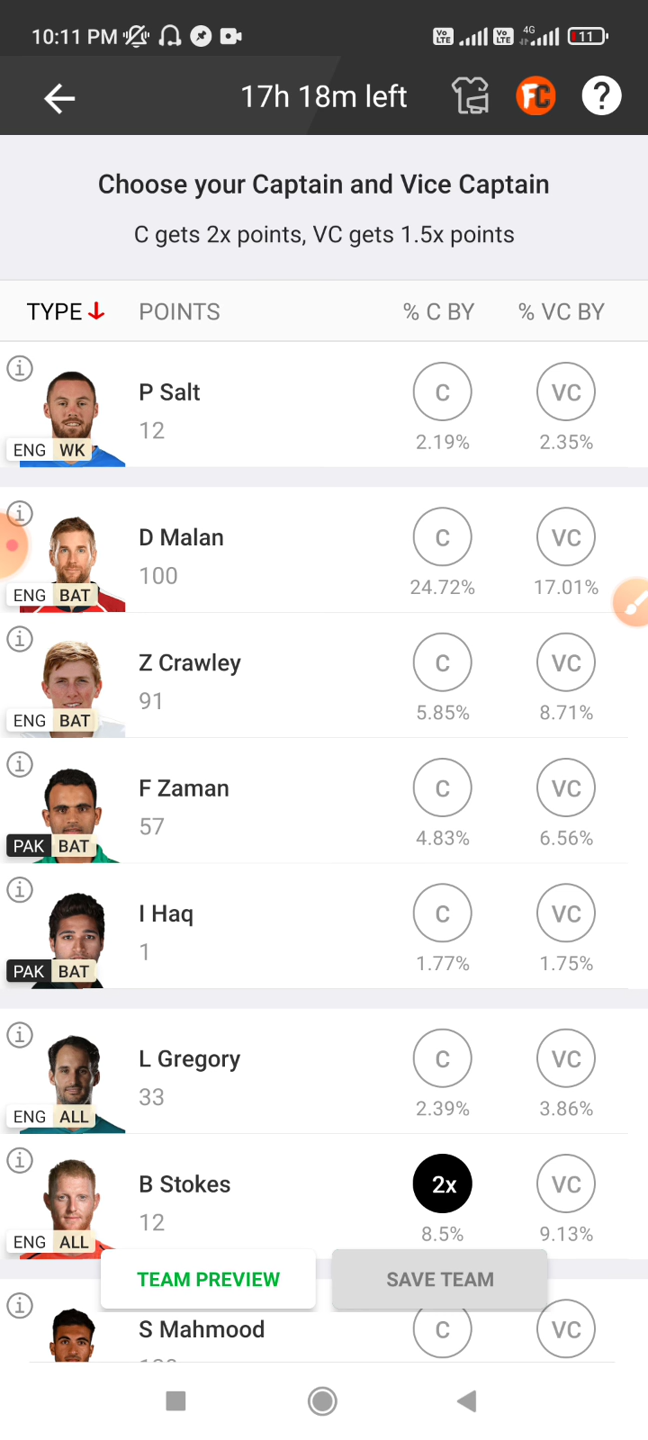 10:11 PM
Vo LTE Vo LTE 4G 11
17h 18m left FC ?
Choose your Captain and Vice Captain
C gets 2x points, VC gets 1.5x points
TYPE POINTS % C BY % VC BY
P Salt
12
C VC
2.19% 2.35%
ENG WK
D Malan
100
C VC
24.72% 17.01%
ENG BAT
Z Crawley
91
C VC
5.85% 8.71%
ENG BAT
F Zaman
57
C VC
4.83% 6.56%
PAK BAT
I Haq
1
C VC
1.77% 1.75%
PAK BAT
L Gregory
33
C VC
2.39% 3.86%
ENG ALL
B Stokes
12
2x VC
8.5% 9.13%
ENG ALL
TEAM PREVIEW SAVE TEAM
S Mahmood
C VC